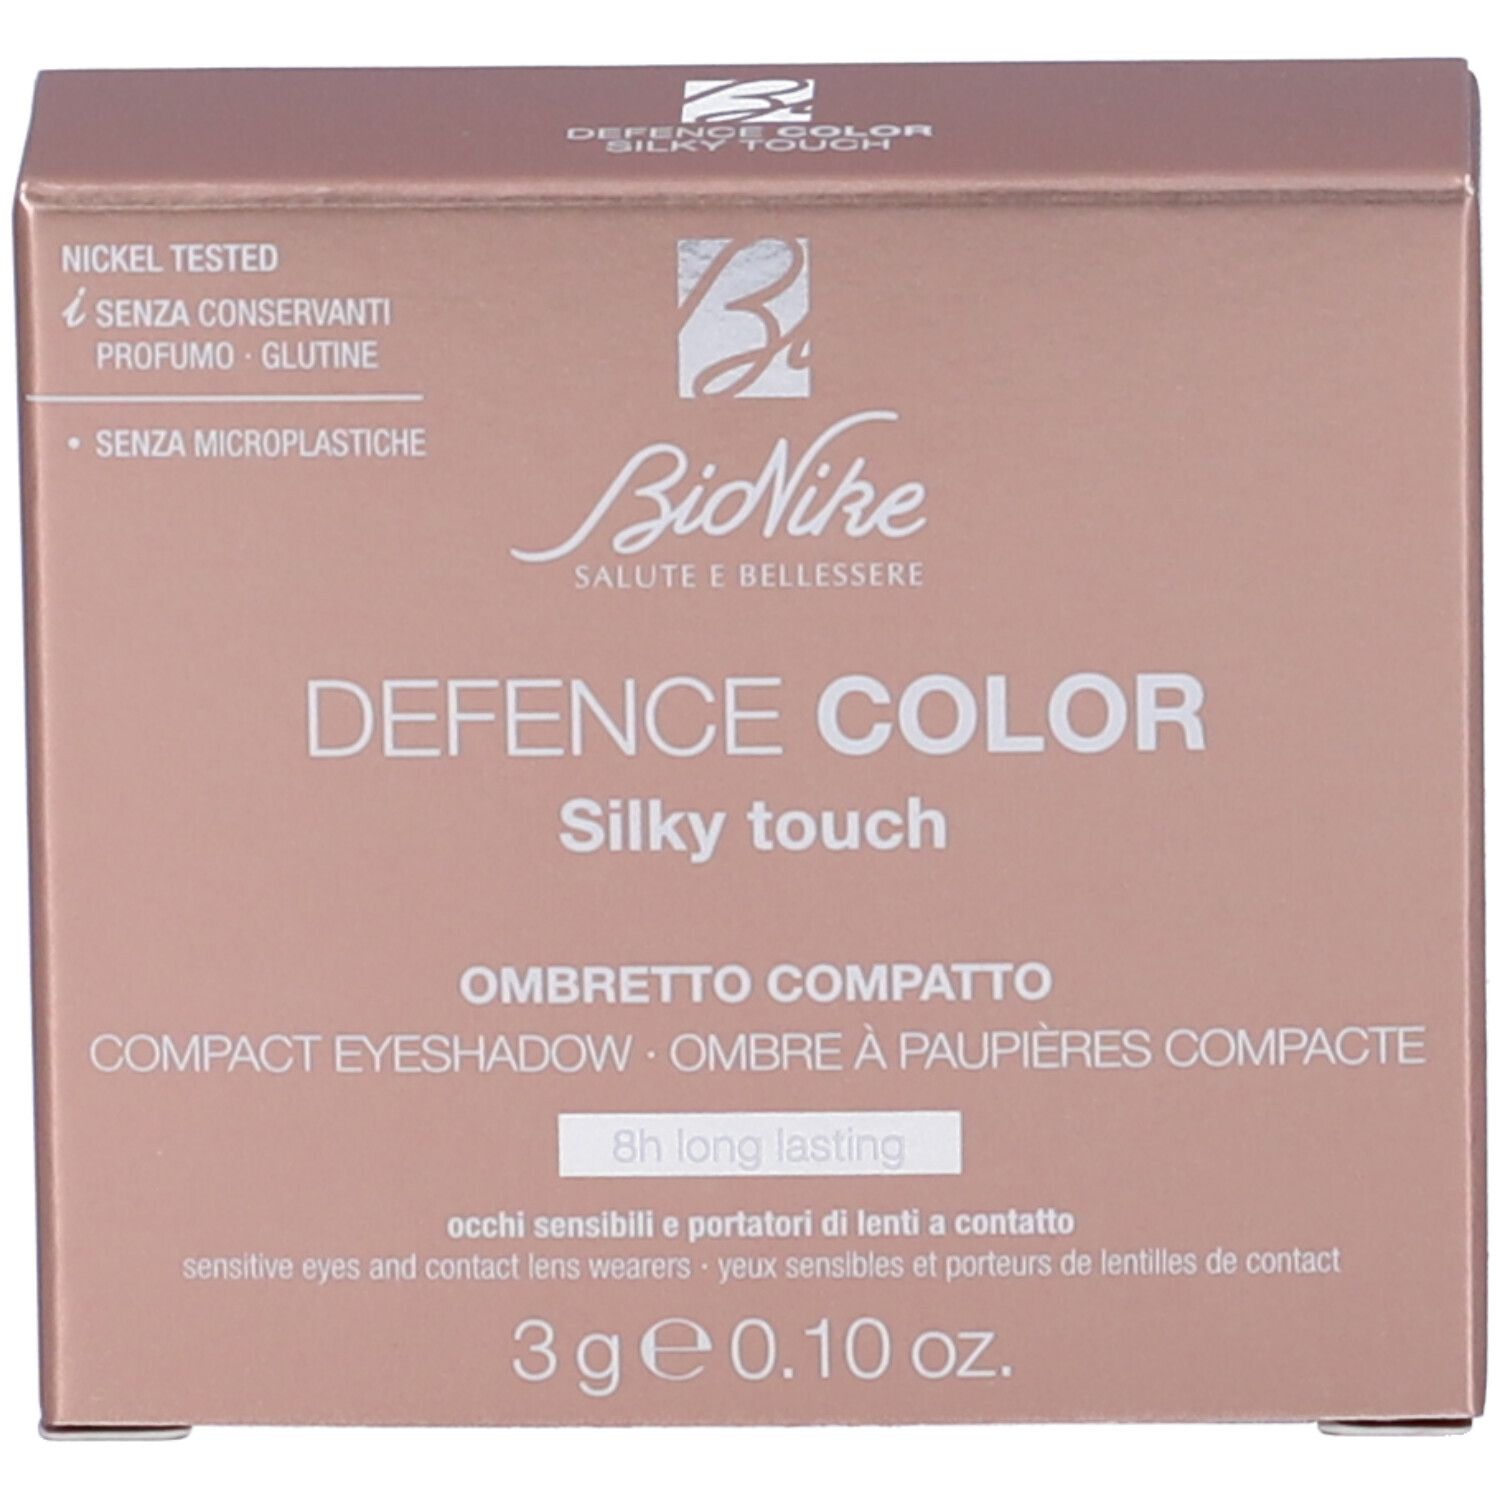 DEFENCE COLOR
SILKY TOUCH
NICKEL TESTED
i SENZA CONSERVANTI
PROFUMO · GLUTINE
• SENZA MICROPLASTICHE
BioNike
SALUTE E BELLESSERE
DEFENCE COLOR
Silky touch
OMBRETTO COMPATTO
COMPACT EYESHADOW · OMBRE À PAUPIÈRES COMPACTE
8h long lasting
occhi sensibili e portatori di lenti a contatto
sensitive eyes and contact lens wearers · yeux sensibles et porteurs de lentilles de contact
3 g ℮ 0.10 oz.